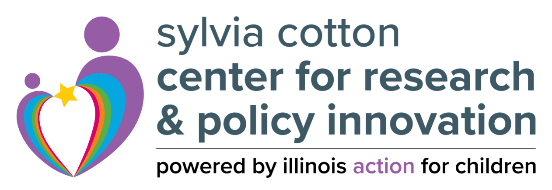 sylvia cotton
center for research
& policy innovation
powered by illinois action for children